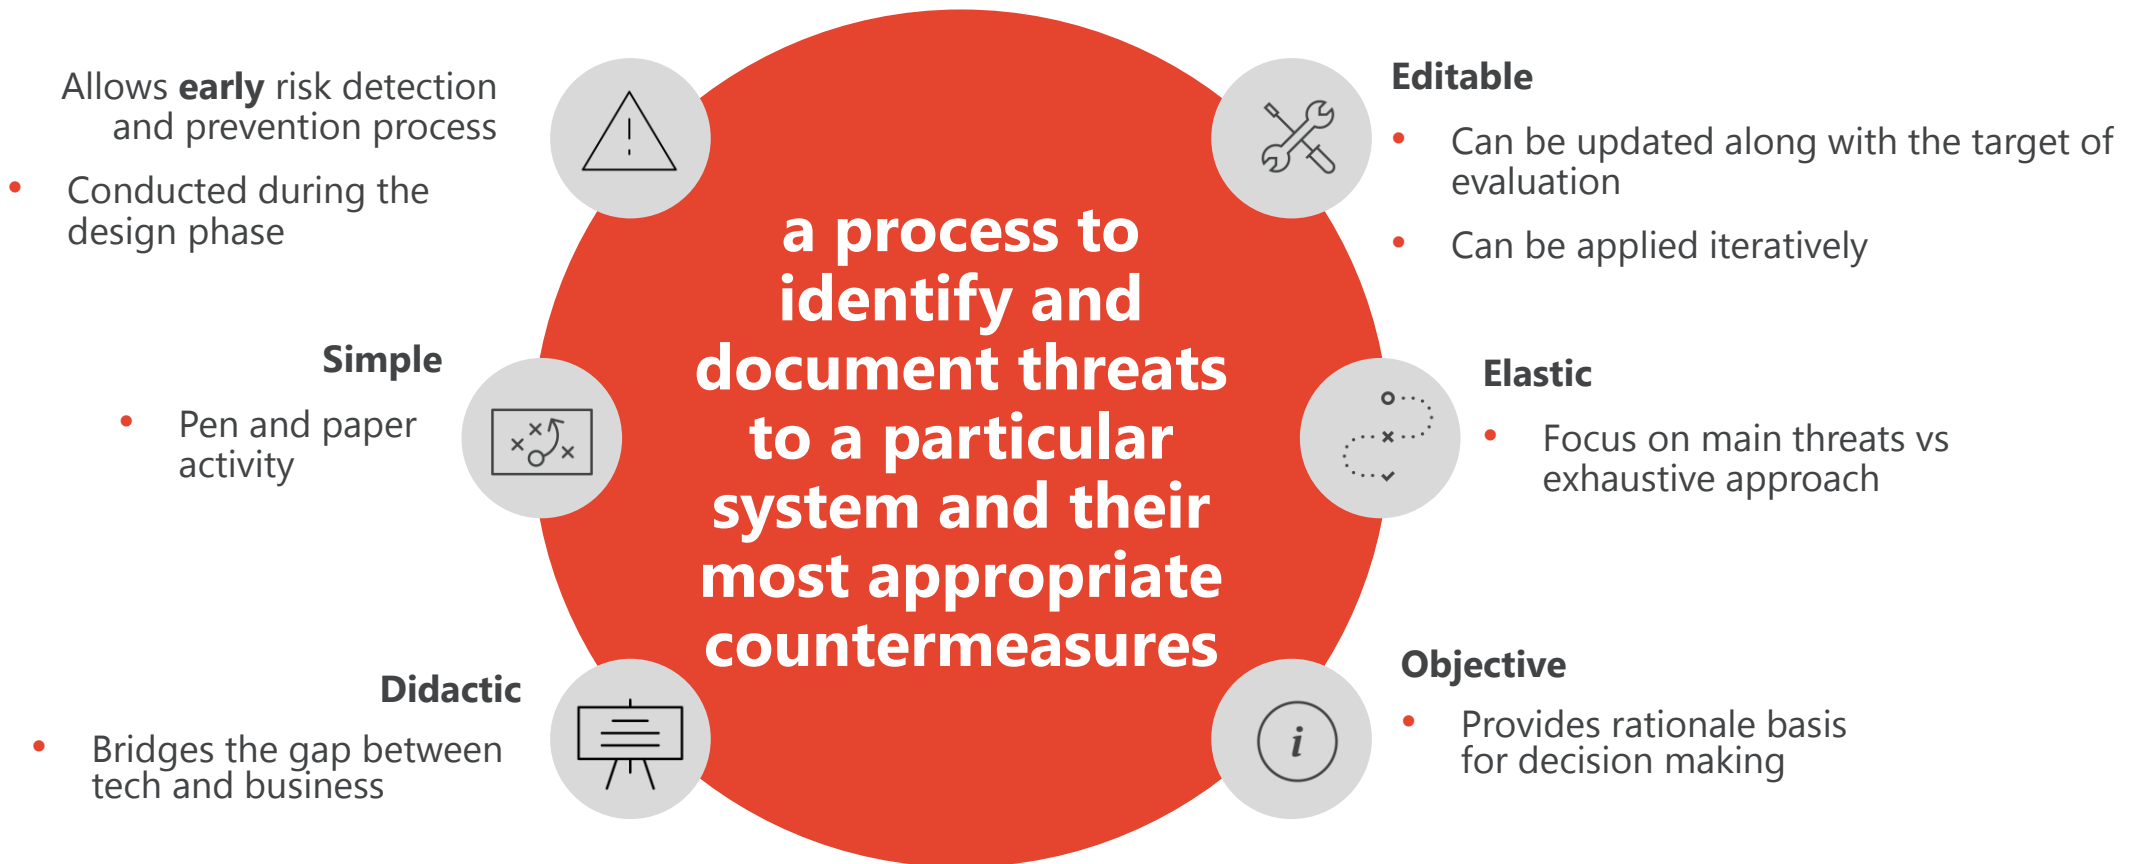 Allows early risk detection
and prevention process
• Conducted during the
design phase
Simple
• Pen and paper
activity
Didactic
• Bridges the gap between
tech and business
a process to
identify and
document threats
to a particular
system and their
most appropriate
countermeasures
Editable
• Can be updated along with the target of
evaluation
• Can be applied iteratively
Elastic
• Focus on main threats vs
exhaustive approach
Objective
• Provides rationale basis
for decision making
i